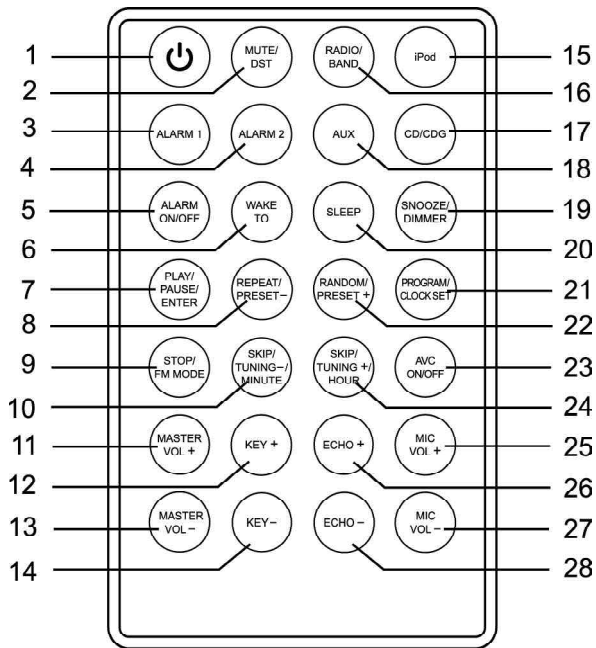 1
MUTE/
DST
RADIO/
BAND
iPod
15
2
16
3
ALARM 1
ALARM 2
AUX
CD/CDG
17
4
18
5
ALARM
ON/OFF
WAKE
TO
SLEEP
SNOOZE/
DIMMER
19
6
20
7
PLAY/
PAUSE/
ENTER
REPEAT/
PRESET−
RANDOM/
PRESET +
PROGRAM/
CLOCK SET
21
8
22
9
STOP/
FM MODE
SKIP/
TUNING−/
MINUTE
SKIP/
TUNING +/
HOUR
AVC
ON/OFF
23
10
24
11
MASTER
VOL +
KEY +
ECHO +
MIC
VOL +
25
12
26
13
MASTER
VOL −
KEY−
ECHO −
MIC
VOL −
27
14
28